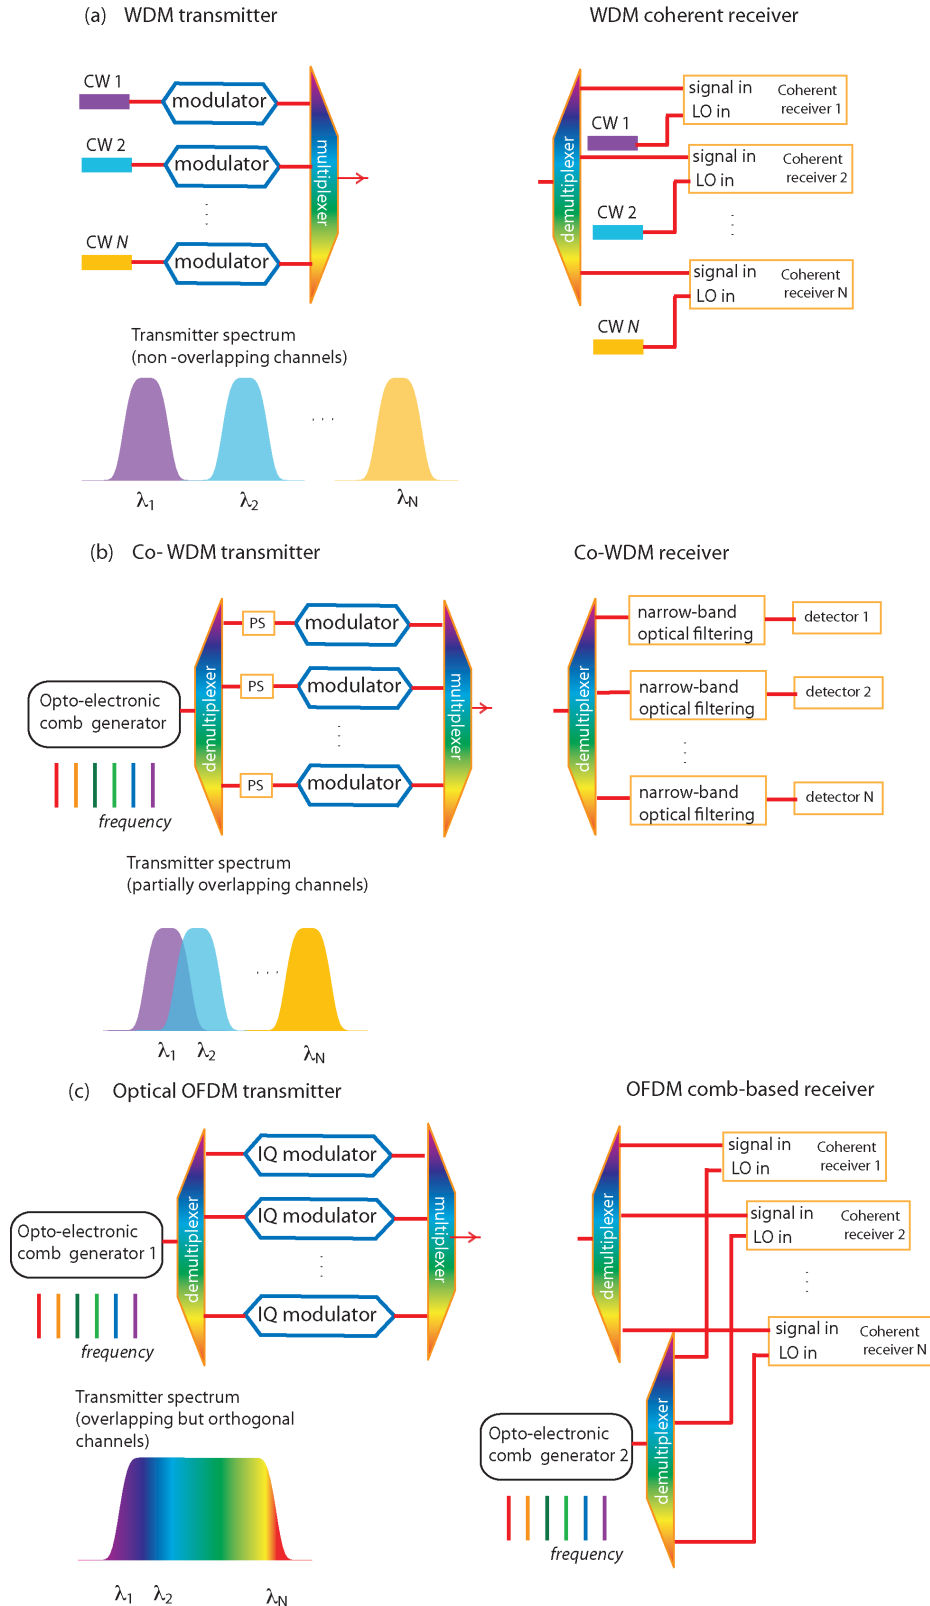 (a) WDM transmitter
WDM coherent receiver
CW 1
modulator
CW 2
modulator
. . .
CW N
modulator
multiplexer
demultiplexer
signal in
LO in
Coherent
receiver 1
CW 1
signal in
LO in
Coherent
receiver 2
CW 2
. . .
signal in
LO in
Coherent
receiver N
CW N
Transmitter spectrum
(non -overlapping channels)
. . .
λ1
λ2
λN
(b) Co- WDM transmitter
Co-WDM receiver
Opto-electronic
comb generator
frequency
demultiplexer
PS
modulator
PS
modulator
. . .
PS
modulator
multiplexer
demultiplexer
narrow-band
optical filtering
detector 1
narrow-band
optical filtering
detector 2
. . .
narrow-band
optical filtering
detector N
Transmitter spectrum
(partially overlapping channels)
. . .
λ1
λ2
λN
(c) Optical OFDM transmitter
OFDM comb-based receiver
Opto-electronic
comb generator 1
frequency
demultiplexer
IQ modulator
IQ modulator
. . .
IQ modulator
multiplexer
signal in
LO in
Coherent
receiver 1
signal in
LO in
Coherent
receiver 2
. . .
signal in
LO in
Coherent
receiver N
Opto-electronic
comb generator 2
frequency
demultiplexer
Transmitter spectrum
(overlapping but orthogonal
channels)
λ1
λ2
λN